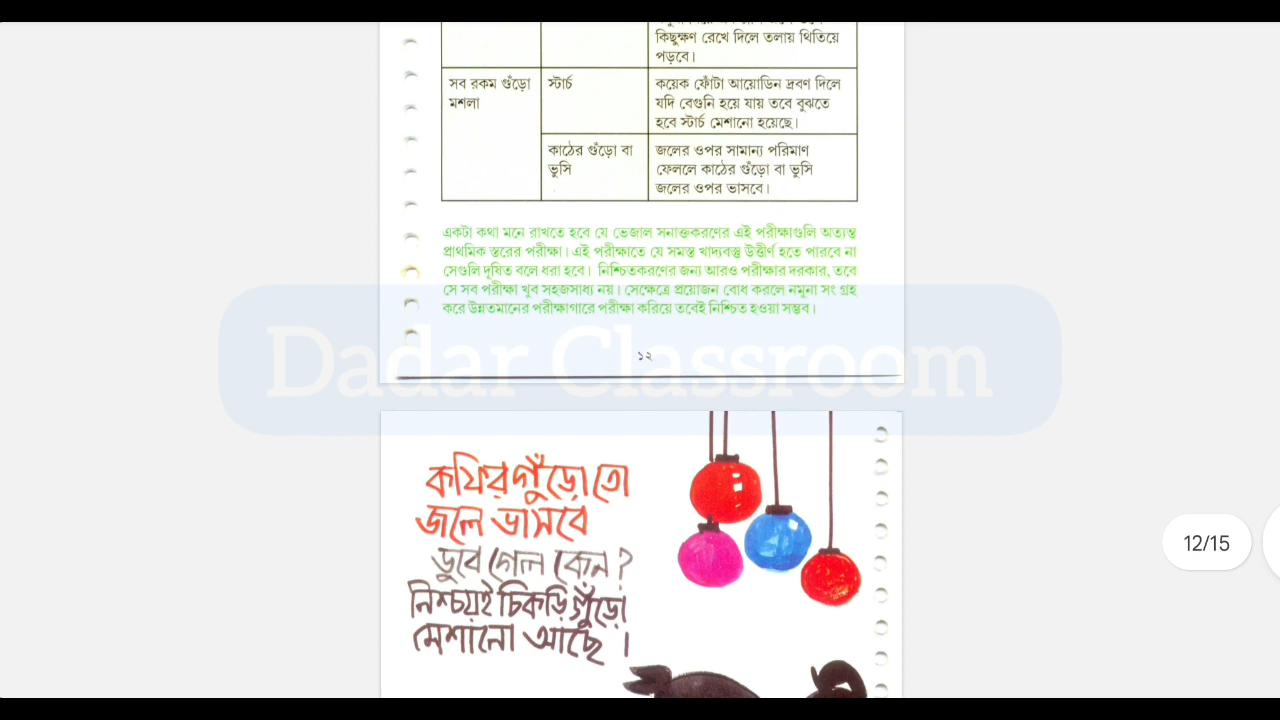 কিছুক্ষণ রেখে দিলে তলায় থিতিয়ে
পড়বে।
সব রকম গুঁড়ো
মশলা
স্টার্চ
কয়েক ফোঁটা আয়োডিন দ্রবণ দিলে
যদি বেগুনি হয়ে যায় তবে বুঝতে
হবে স্টার্চ মেশানো হয়েছে।
কাঠের গুঁড়ো বা
ভুসি
জলের ওপর সামান্য পরিমাণ
ফেললে কাঠের গুঁড়ো বা ভুসি
জলের ওপর ভাসবে।
একটা কথা মনে রাখতে হবে যে ভেজাল সনাক্তকরণের এই পরীক্ষাগুলি অত্যন্ত
প্রাথমিক স্তরের পরীক্ষা। এই পরীক্ষাতে যে সমস্ত খাদ্যবস্তু উত্তীর্ণ হতে পারবে না
সেগুলি দূষিত বলে ধরা হবে। নিশ্চিতকরণের জন্য আরও পরীক্ষার দরকার, তবে
সে সব পরীক্ষা খুব সহজসাধ্য নয়। সেক্ষেত্রে প্রয়োজন বোধ করলে নমুনা সং গ্রহ
করে উন্নতমানের পরীক্ষাগারে পরীক্ষা করিয়ে তবেই নিশ্চিত হওয়া সম্ভব।
Dadar Classroom
১২
কফির গুঁড়ো তো
জলে ভাসবে
ডুবে গেল কেন?
নিশ্চয়ই চিকড়ি গুঁড়ো
মেশানো আছে।
12/15